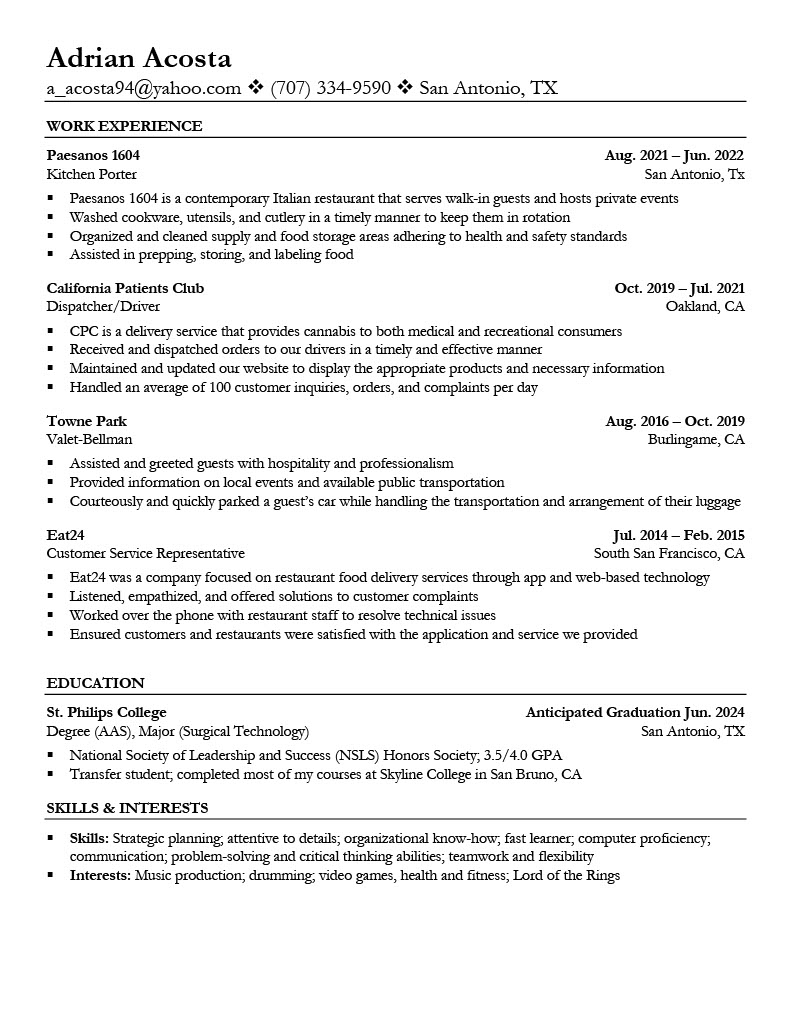 Adrian Acosta
a_acosta94@yahoo.com ❖ (707) 334-9590 ❖ San Antonio, TX
WORK EXPERIENCE
Paesanos 1604 Aug. 2021 – Jun. 2022
Kitchen Porter San Antonio, Tx
▪ Paesanos 1604 is a contemporary Italian restaurant that serves walk-in guests and hosts private events
▪ Washed cookware, utensils, and cutlery in a timely manner to keep them in rotation
▪ Organized and cleaned supply and food storage areas adhering to health and safety standards
▪ Assisted in prepping, storing, and labeling food
California Patients Club Oct. 2019 – Jul. 2021
Dispatcher/Driver Oakland, CA
▪ CPC is a delivery service that provides cannabis to both medical and recreational consumers
▪ Received and dispatched orders to our drivers in a timely and effective manner
▪ Maintained and updated our website to display the appropriate products and necessary information
▪ Handled an average of 100 customer inquiries, orders, and complaints per day
Towne Park Aug. 2016 – Oct. 2019
Valet-Bellman Burlingame, CA
▪ Assisted and greeted guests with hospitality and professionalism
▪ Provided information on local events and available public transportation
▪ Courteously and quickly parked a guest’s car while handling the transportation and arrangement of their luggage
Eat24 Jul. 2014 – Feb. 2015
Customer Service Representative South San Francisco, CA
▪ Eat24 was a company focused on restaurant food delivery services through app and web-based technology
▪ Listened, empathized, and offered solutions to customer complaints
▪ Worked over the phone with restaurant staff to resolve technical issues
▪ Ensured customers and restaurants were satisfied with the application and service we provided
EDUCATION
St. Philips College Anticipated Graduation Jun. 2024
Degree (AAS), Major (Surgical Technology) San Antonio, TX
▪ National Society of Leadership and Success (NSLS) Honors Society; 3.5/4.0 GPA
▪ Transfer student; completed most of my courses at Skyline College in San Bruno, CA
SKILLS & INTERESTS
▪ Skills: Strategic planning; attentive to details; organizational know-how; fast learner; computer proficiency;
communication; problem-solving and critical thinking abilities; teamwork and flexibility
▪ Interests: Music production; drumming; video games, health and fitness; Lord of the Rings